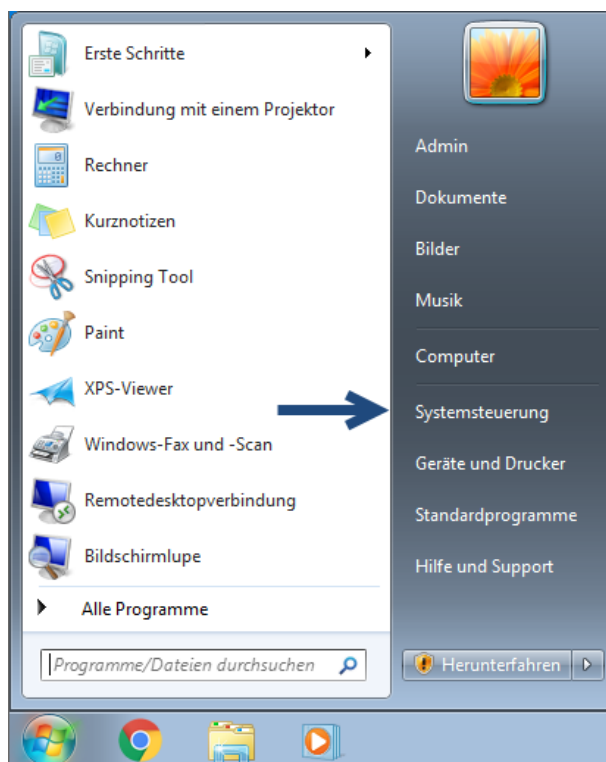 Erste Schritte
Verbindung mit einem Projektor
Rechner
Kurznotizen
Snipping Tool
Paint
XPS-Viewer
Windows-Fax und -Scan
Remotedesktopverbindung
Bildschirmlupe
Alle Programme
Programme/Dateien durchsuchen
Admin
Dokumente
Bilder
Musik
Computer
Systemsteuerung
Geräte und Drucker
Standardprogramme
Hilfe und Support
Herunterfahren